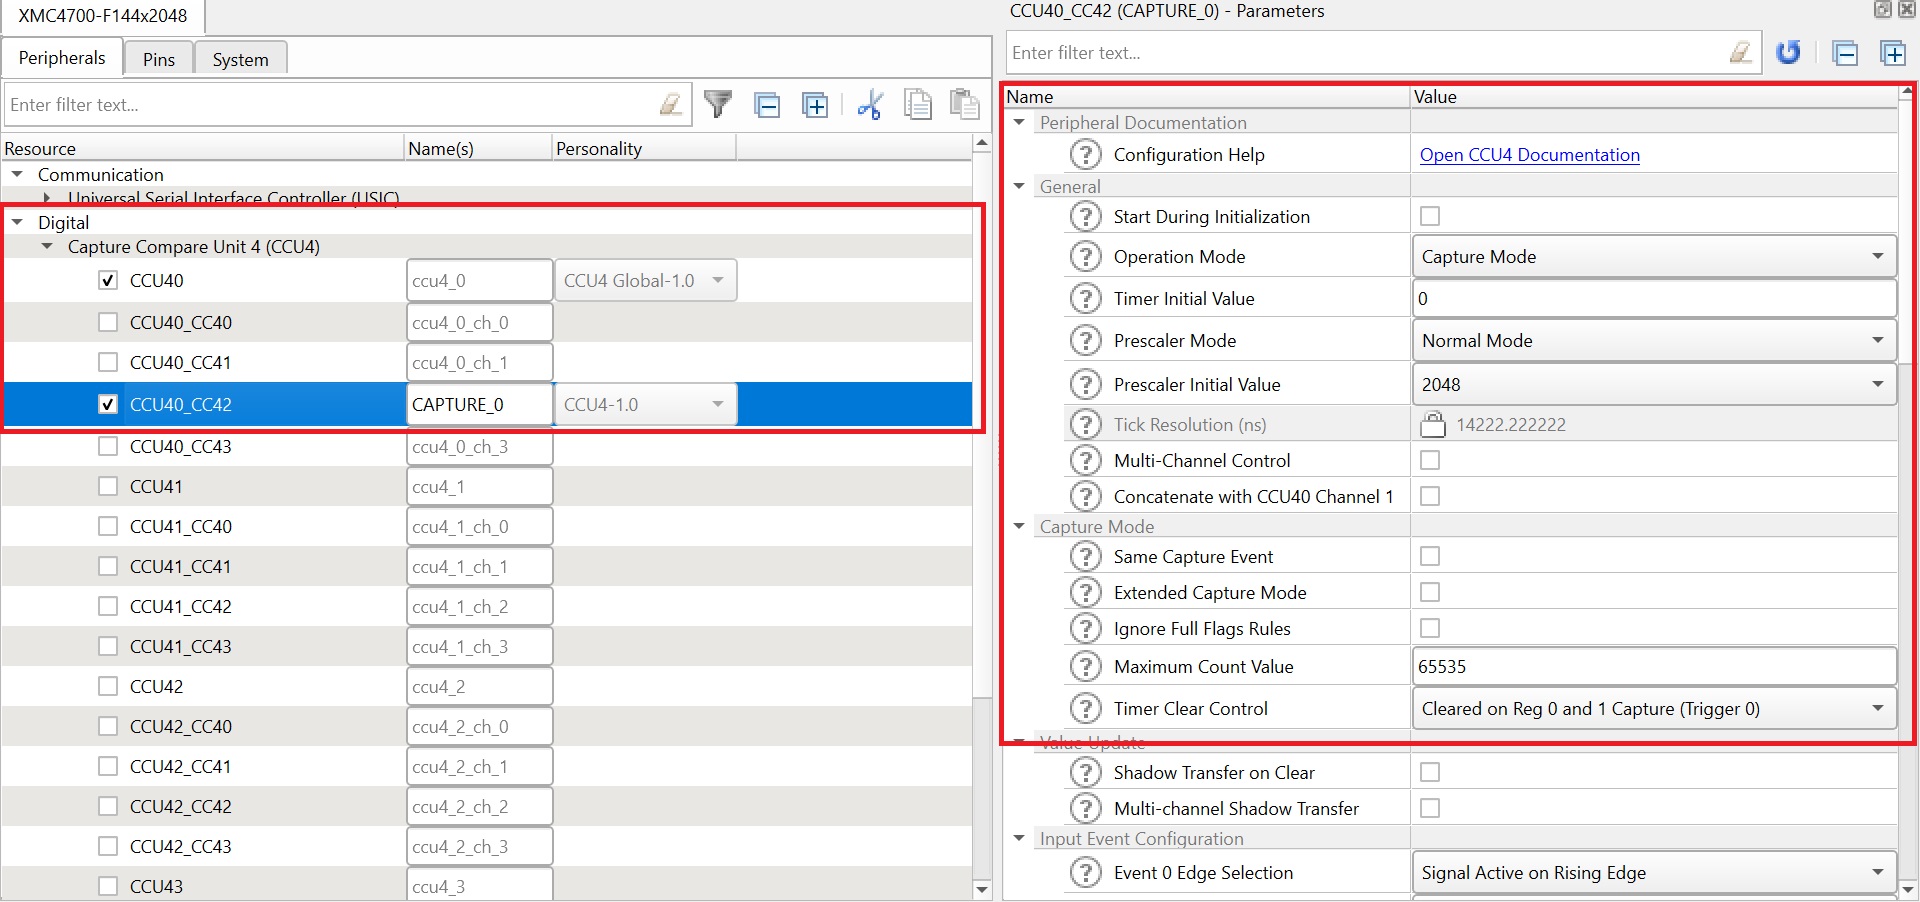 XMC4700-F144x2048
Peripherals
Pins
System
Enter filter text...
Resource
Name(s)
Personality
Communication
Universal Serial Interface Controller (USIC)
Digital
Capture Compare Unit 4 (CCU4)
CCU40 ccu4_0 CCU4 Global-1.0
CCU40_CC40 ccu4_0_ch_0
CCU40_CC41 ccu4_0_ch_1
CCU40_CC42 CAPTURE_0 CCU4-1.0
CCU40_CC43 ccu4_0_ch_3
CCU41 ccu4_1
CCU41_CC40 ccu4_1_ch_0
CCU41_CC41 ccu4_1_ch_1
CCU41_CC42 ccu4_1_ch_2
CCU41_CC43 ccu4_1_ch_3
CCU42 ccu4_2
CCU42_CC40 ccu4_2_ch_0
CCU42_CC41 ccu4_2_ch_1
CCU42_CC42 ccu4_2_ch_2
CCU42_CC43 ccu4_2_ch_3
CCU43 ccu4_3
CCU40_CC42 (CAPTURE_0) - Parameters
Enter filter text...
Name Value
Peripheral Documentation
Configuration Help Open CCU4 Documentation
General
Start During Initialization
Operation Mode Capture Mode
Timer Initial Value 0
Prescaler Mode Normal Mode
Prescaler Initial Value 2048
Tick Resolution (ns) 14222.222222
Multi-Channel Control
Concatenate with CCU40 Channel 1
Capture Mode
Same Capture Event
Extended Capture Mode
Ignore Full Flags Rules
Maximum Count Value 65535
Timer Clear Control Cleared on Reg 0 and 1 Capture (Trigger 0)
Value Update
Shadow Transfer on Clear
Multi-channel Shadow Transfer
Input Event Configuration
Event 0 Edge Selection Signal Active on Rising Edge